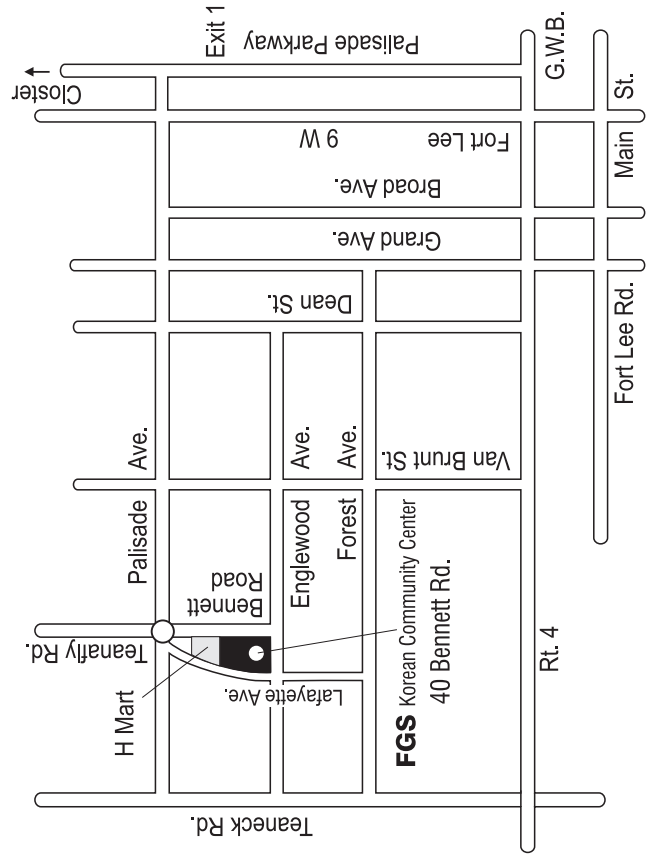 Exit 1
Palisade Parkway
G.W.B.
Closter
Main St.
9 W
Fort Lee
Broad Ave.
Grand Ave.
Dean St.
Fort Lee Rd.
Palisade Ave.
Englewood Ave.
Forest Ave.
Van Brunt St.
Bennett
Road
Teanafly Rd.
H Mart
Lafayette Ave.
FGS Korean Community Center
40 Bennett Rd.
Rt. 4
Teaneck Rd.